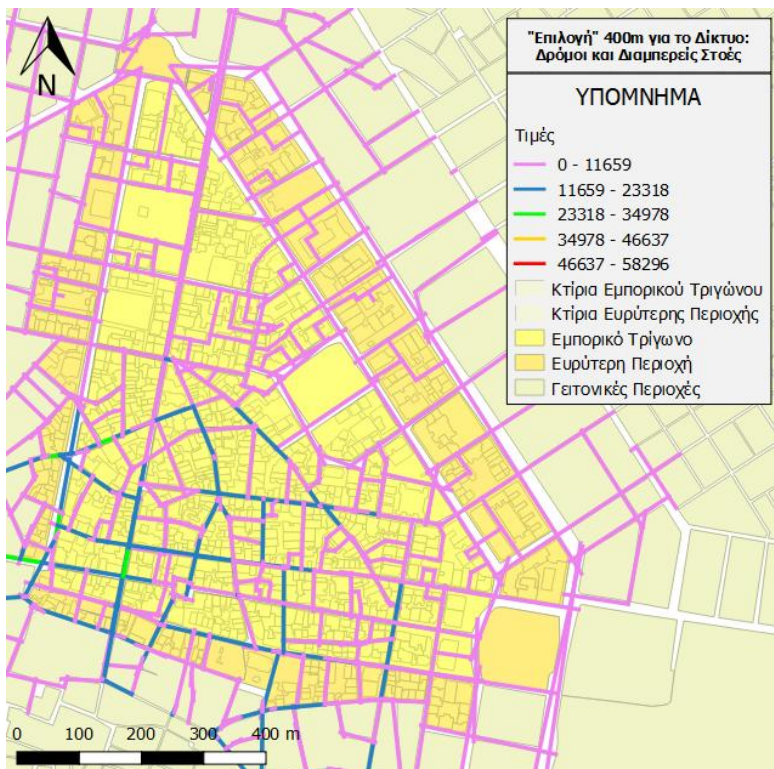 "Επιλογή" 400m για το Δίκτυο:
Δρόμοι και Διαμπερείς Στοές
ΥΠΟΜΝΗΜΑ
Τιμές
0 - 11659
11659 - 23318
23318 - 34978
34978 - 46637
46637 - 58296
Κτίρια Εμπορικού Τριγώνου
Κτίρια Ευρύτερης Περιοχής
Εμπορικό Τρίγωνο
Ευρύτερη Περιοχή
Γειτονικές Περιοχές
N
0 100 200 300 400 m